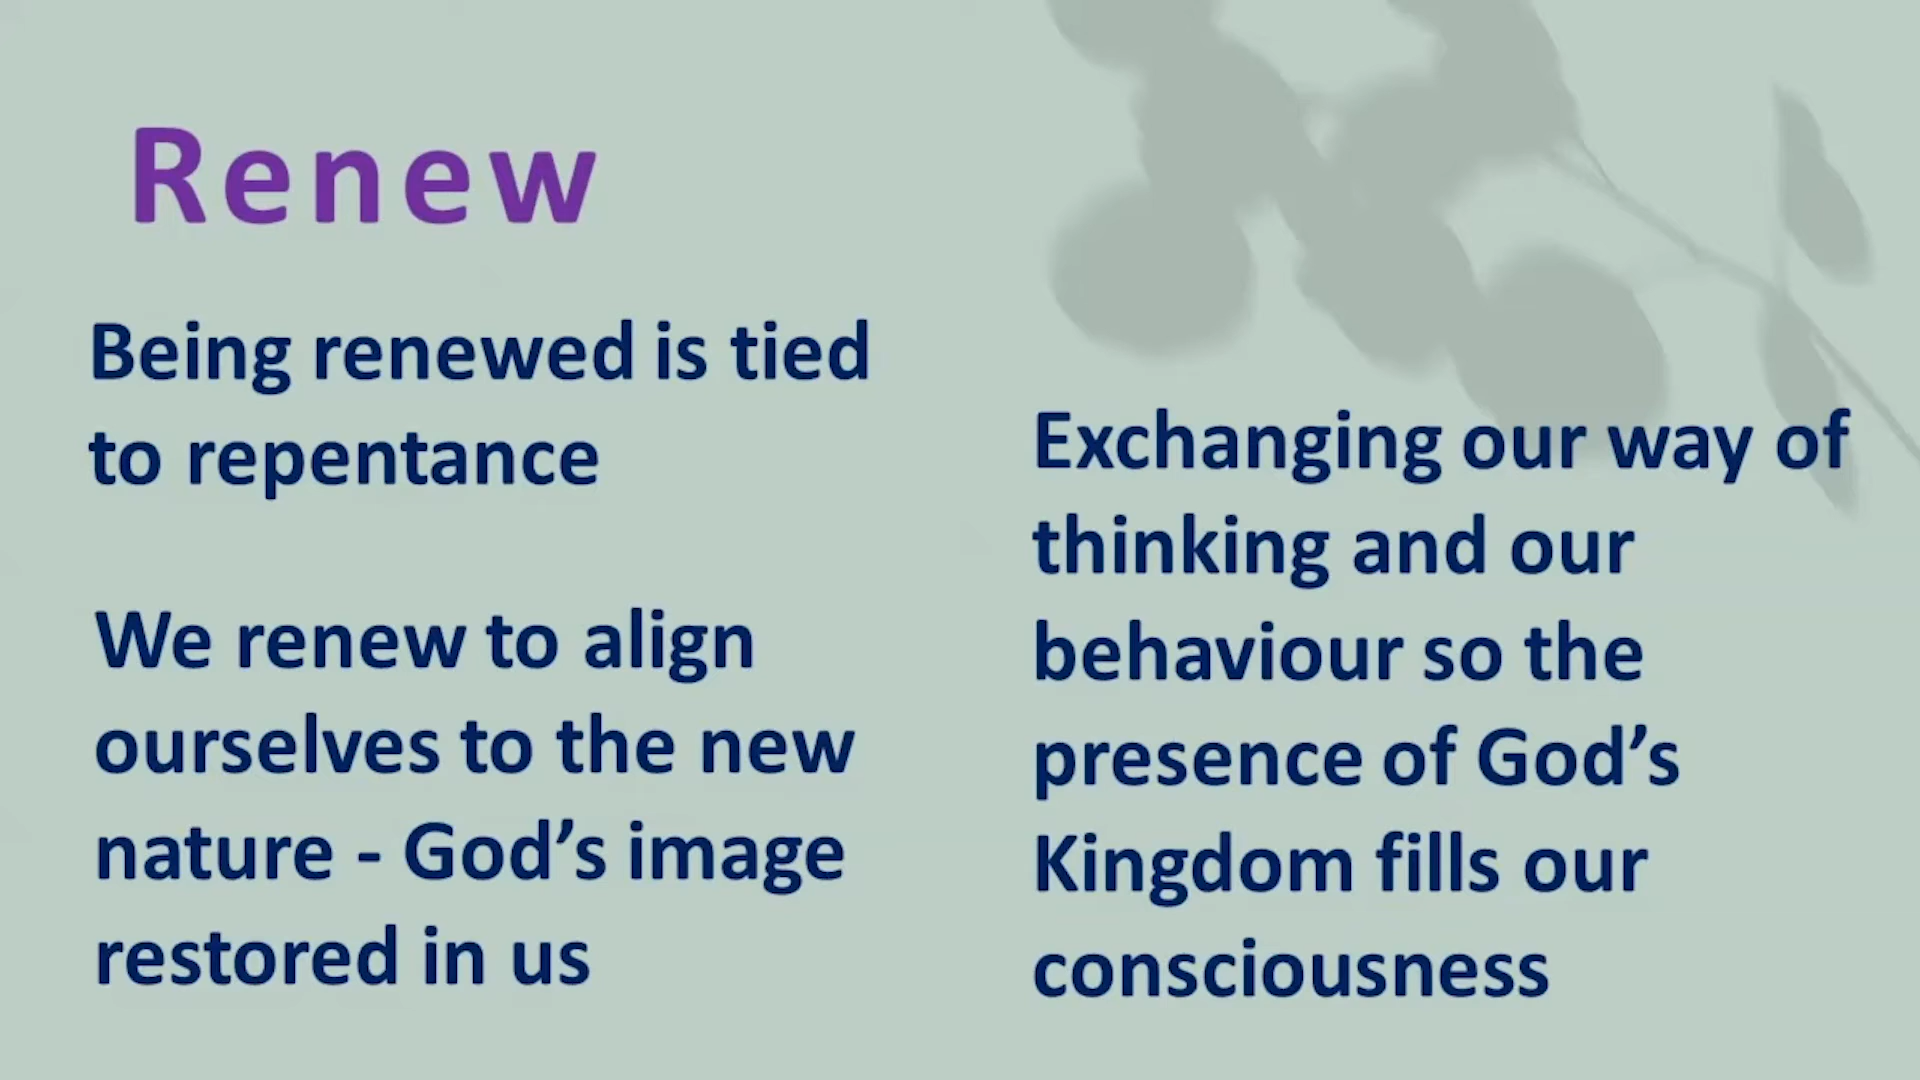 Renew
Being renewed is tied
to repentance
We renew to align
ourselves to the new
nature - God’s image
restored in us
Exchanging our way of
thinking and our
behaviour so the
presence of God’s
Kingdom fills our
consciousness